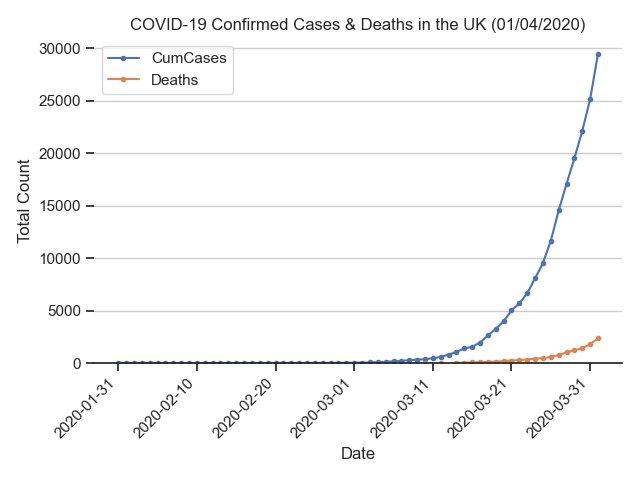 COVID-19 Confirmed Cases & Deaths in the UK (01/04/2020)
CumCases
Deaths
30000
25000
20000
15000
10000
5000
0
Total Count
2020-01-31
2020-02-10
2020-02-20
2020-03-01
2020-03-11
2020-03-21
2020-03-31
Date